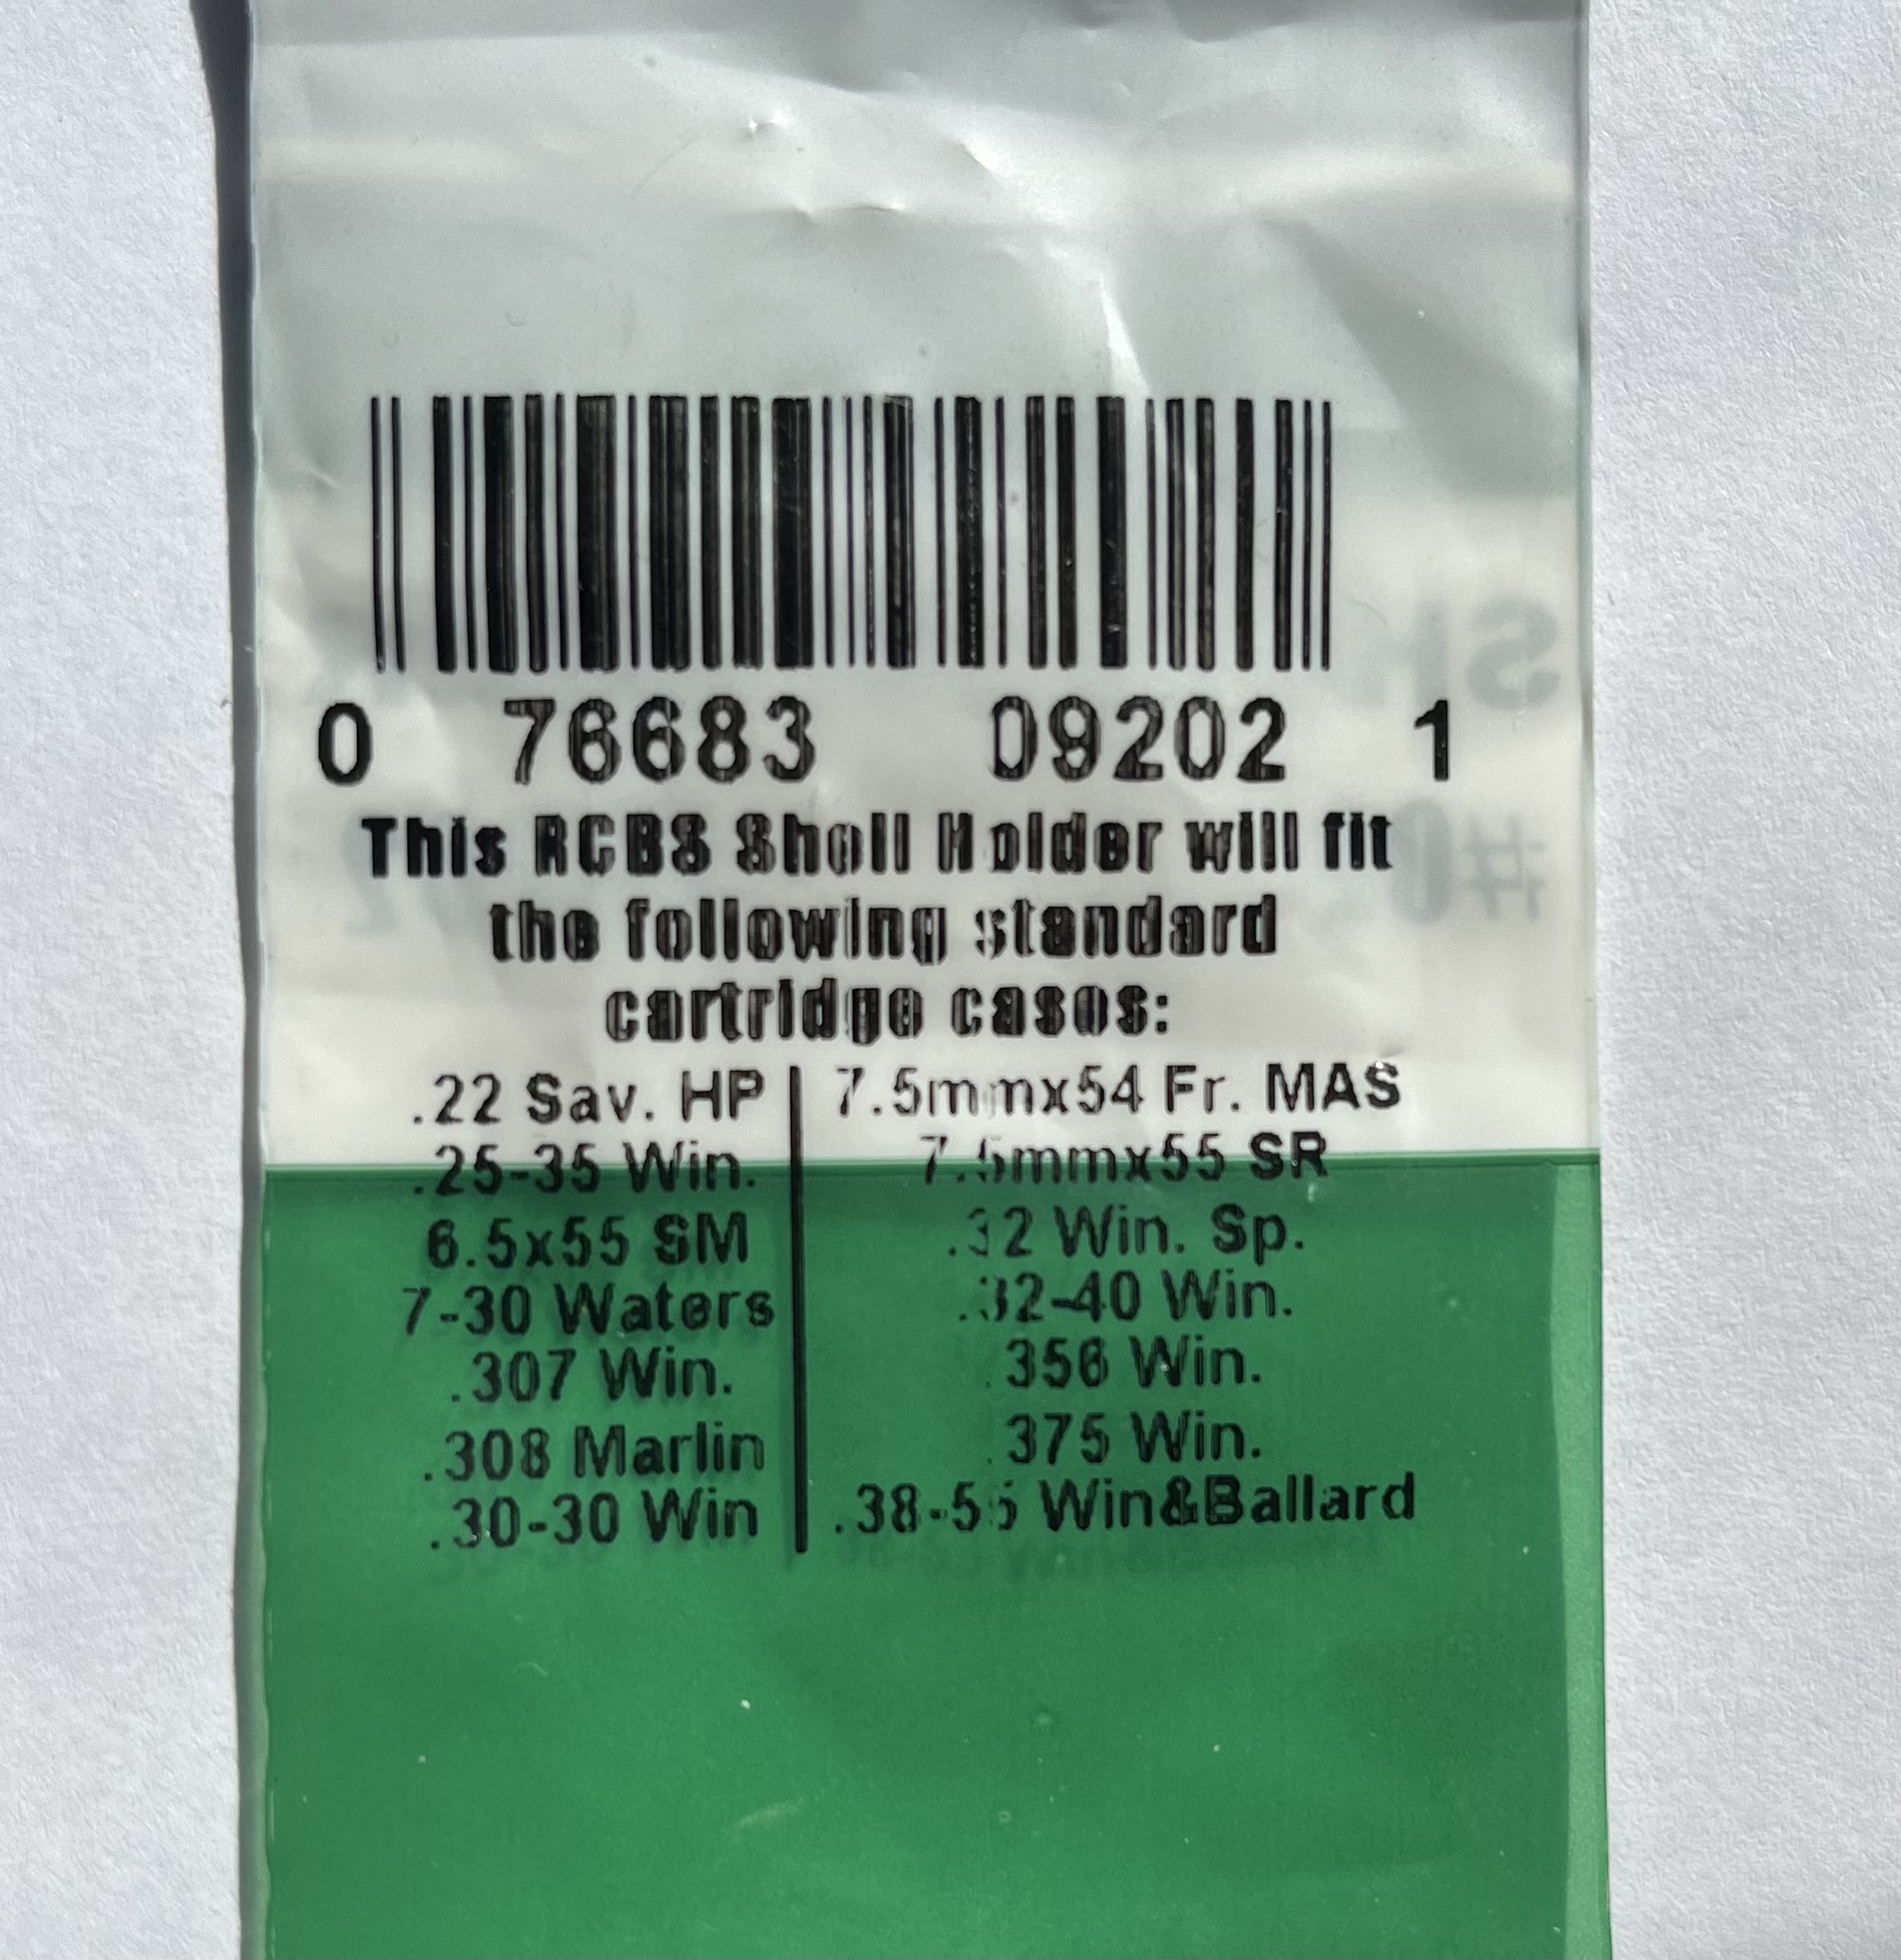 0 76683 09202 1
This RCBS Shell Holder will fit
the following standard
cartridge cases:
.22 Sav. HP
.25-35 Win.
6.5x55 SM
7-30 Waters
.307 Win.
.308 Marlin
.30-30 Win
7.5mmx54 Fr. MAS
7.5mmx55 SR
.32 Win. Sp.
.32-40 Win.
.356 Win.
.375 Win.
.38-55 Win&Ballard